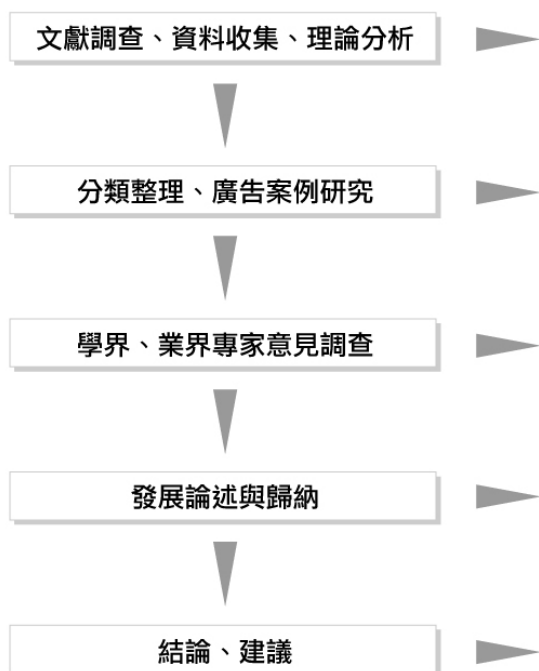 文獻調查、資料收集、理論分析
分類整理、廣告案例研究
學界、業界專家意見調查
發展論述與歸納
結論、建議